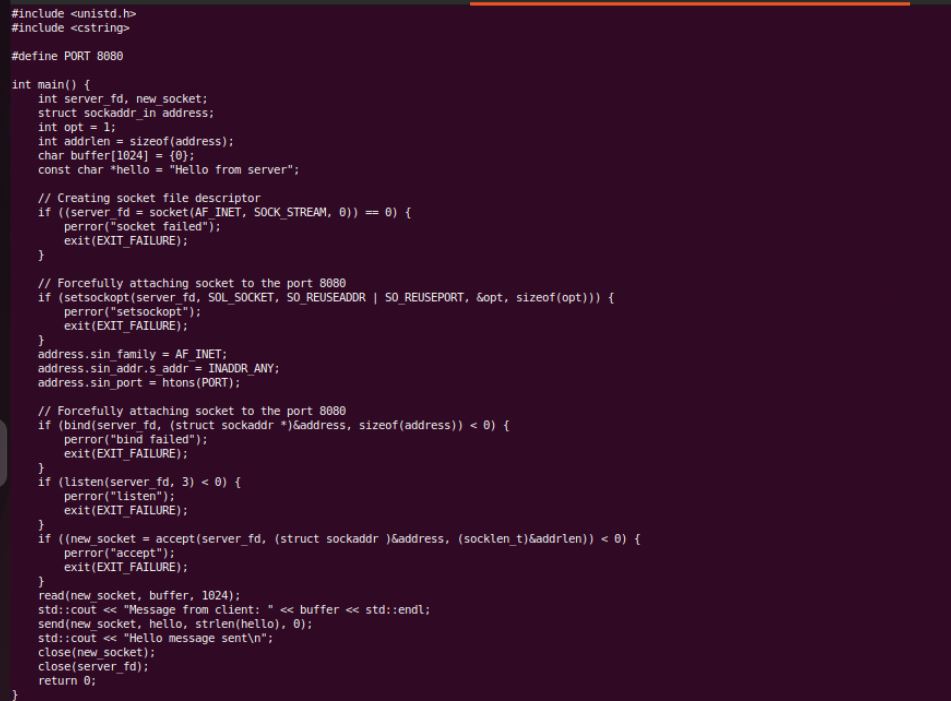 #include <unistd.h>
#include <cstring>

#define PORT 8080

int main() {
    int server_fd, new_socket;
    struct sockaddr_in address;
    int opt = 1;
    int addrlen = sizeof(address);
    char buffer[1024] = {0};
    const char *hello = "Hello from server";

    // Creating socket file descriptor
    if ((server_fd = socket(AF_INET, SOCK_STREAM, 0)) == 0) {
        perror("socket failed");
        exit(EXIT_FAILURE);
    }

    // Forcefully attaching socket to the port 8080
    if (setsockopt(server_fd, SOL_SOCKET, SO_REUSEADDR | SO_REUSEPORT, &opt, sizeof(opt))) {
        perror("setsockopt");
        exit(EXIT_FAILURE);
    }
    address.sin_family = AF_INET;
    address.sin_addr.s_addr = INADDR_ANY;
    address.sin_port = htons(PORT);

    // Forcefully attaching socket to the port 8080
    if (bind(server_fd, (struct sockaddr *)&address, sizeof(address)) < 0) {
        perror("bind failed");
        exit(EXIT_FAILURE);
    }
    if (listen(server_fd, 3) < 0) {
        perror("listen");
        exit(EXIT_FAILURE);
    }
    if ((new_socket = accept(server_fd, (struct sockaddr )&address, (socklen_t)&addrlen)) < 0) {
        perror("accept");
        exit(EXIT_FAILURE);
    }
    read(new_socket, buffer, 1024);
    std::cout << "Message from client: " << buffer << std::endl;
    send(new_socket, hello, strlen(hello), 0);
    std::cout << "Hello message sent\n";
    close(new_socket);
    close(server_fd);
    return 0;
}